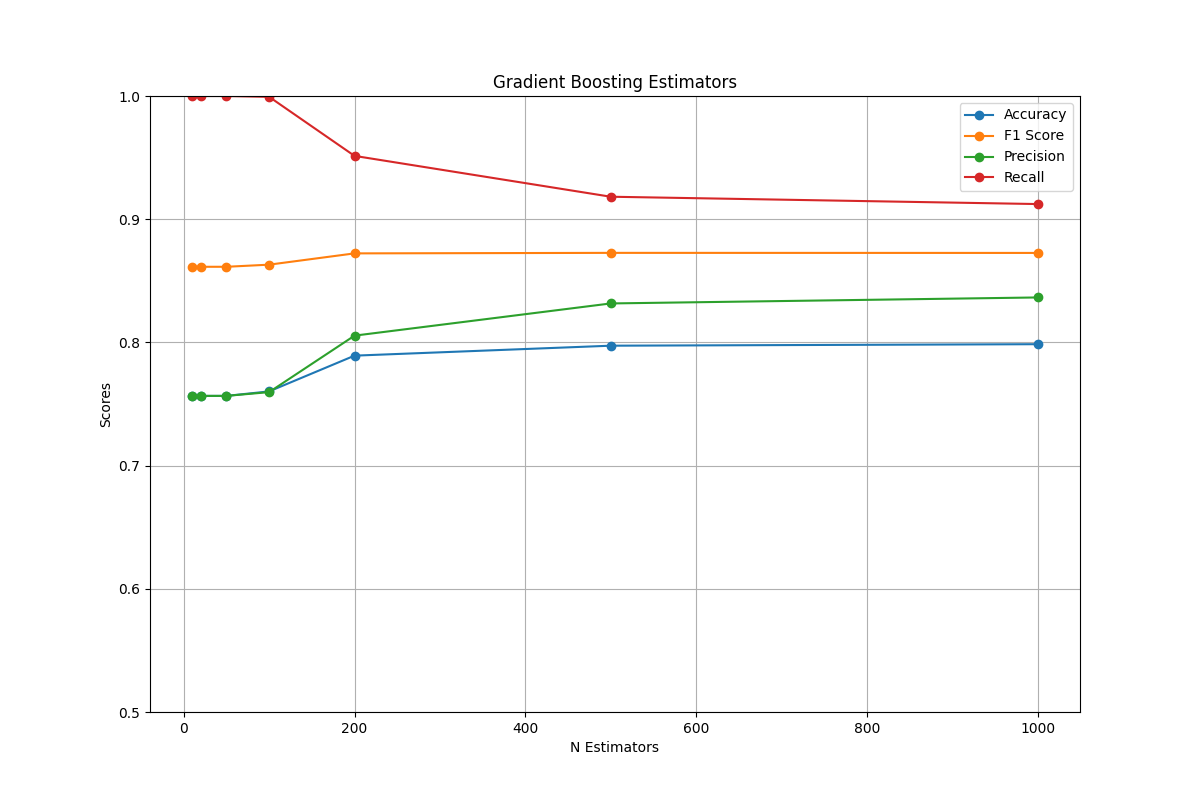 Gradient Boosting Estimators
Accuracy
F1 Score
Precision
Recall
1.0
0.9
0.8
0.7
0.6
0.5
Scores
0
200
400
600
800
1000
N Estimators